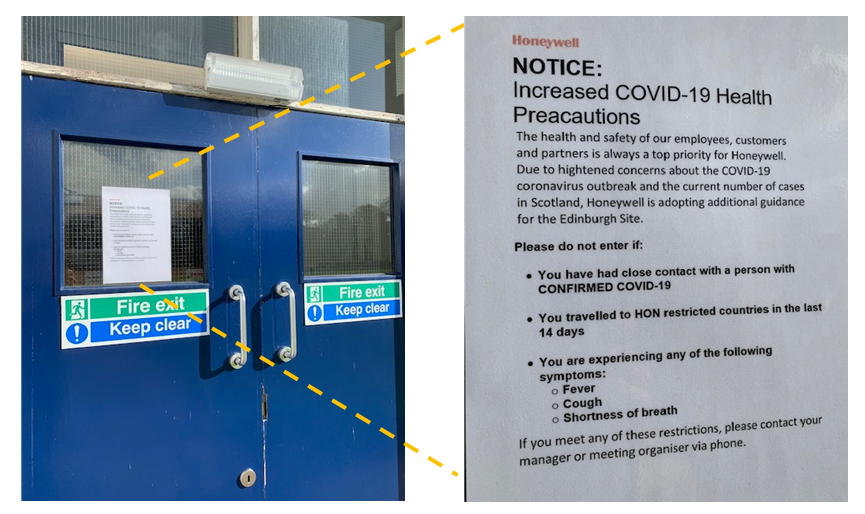 NOTICE:
Increased COVID-19 Health
Preacautions
Fire exit
Keep clear
Fire exit
Keep clear
Honeywell
NOTICE:
Increased COVID-19 Health
Preacautions
The health and safety of our employees, customers
and partners is always a top priority for Honeywell.
Due to hightened concerns about the COVID-19
coronavirus outbreak and the current number of cases
in Scotland, Honeywell is adopting additional guidance
for the Edinburgh Site.
Please do not enter if:
• You have had close contact with a person with
CONFIRMED COVID-19
• You travelled to HON restricted countries in the last
14 days
• You are experiencing any of the following
symptoms:
o Fever
o Cough
o Shortness of breath
If you meet any of these restrictions, please contact your
manager or meeting organiser via phone.